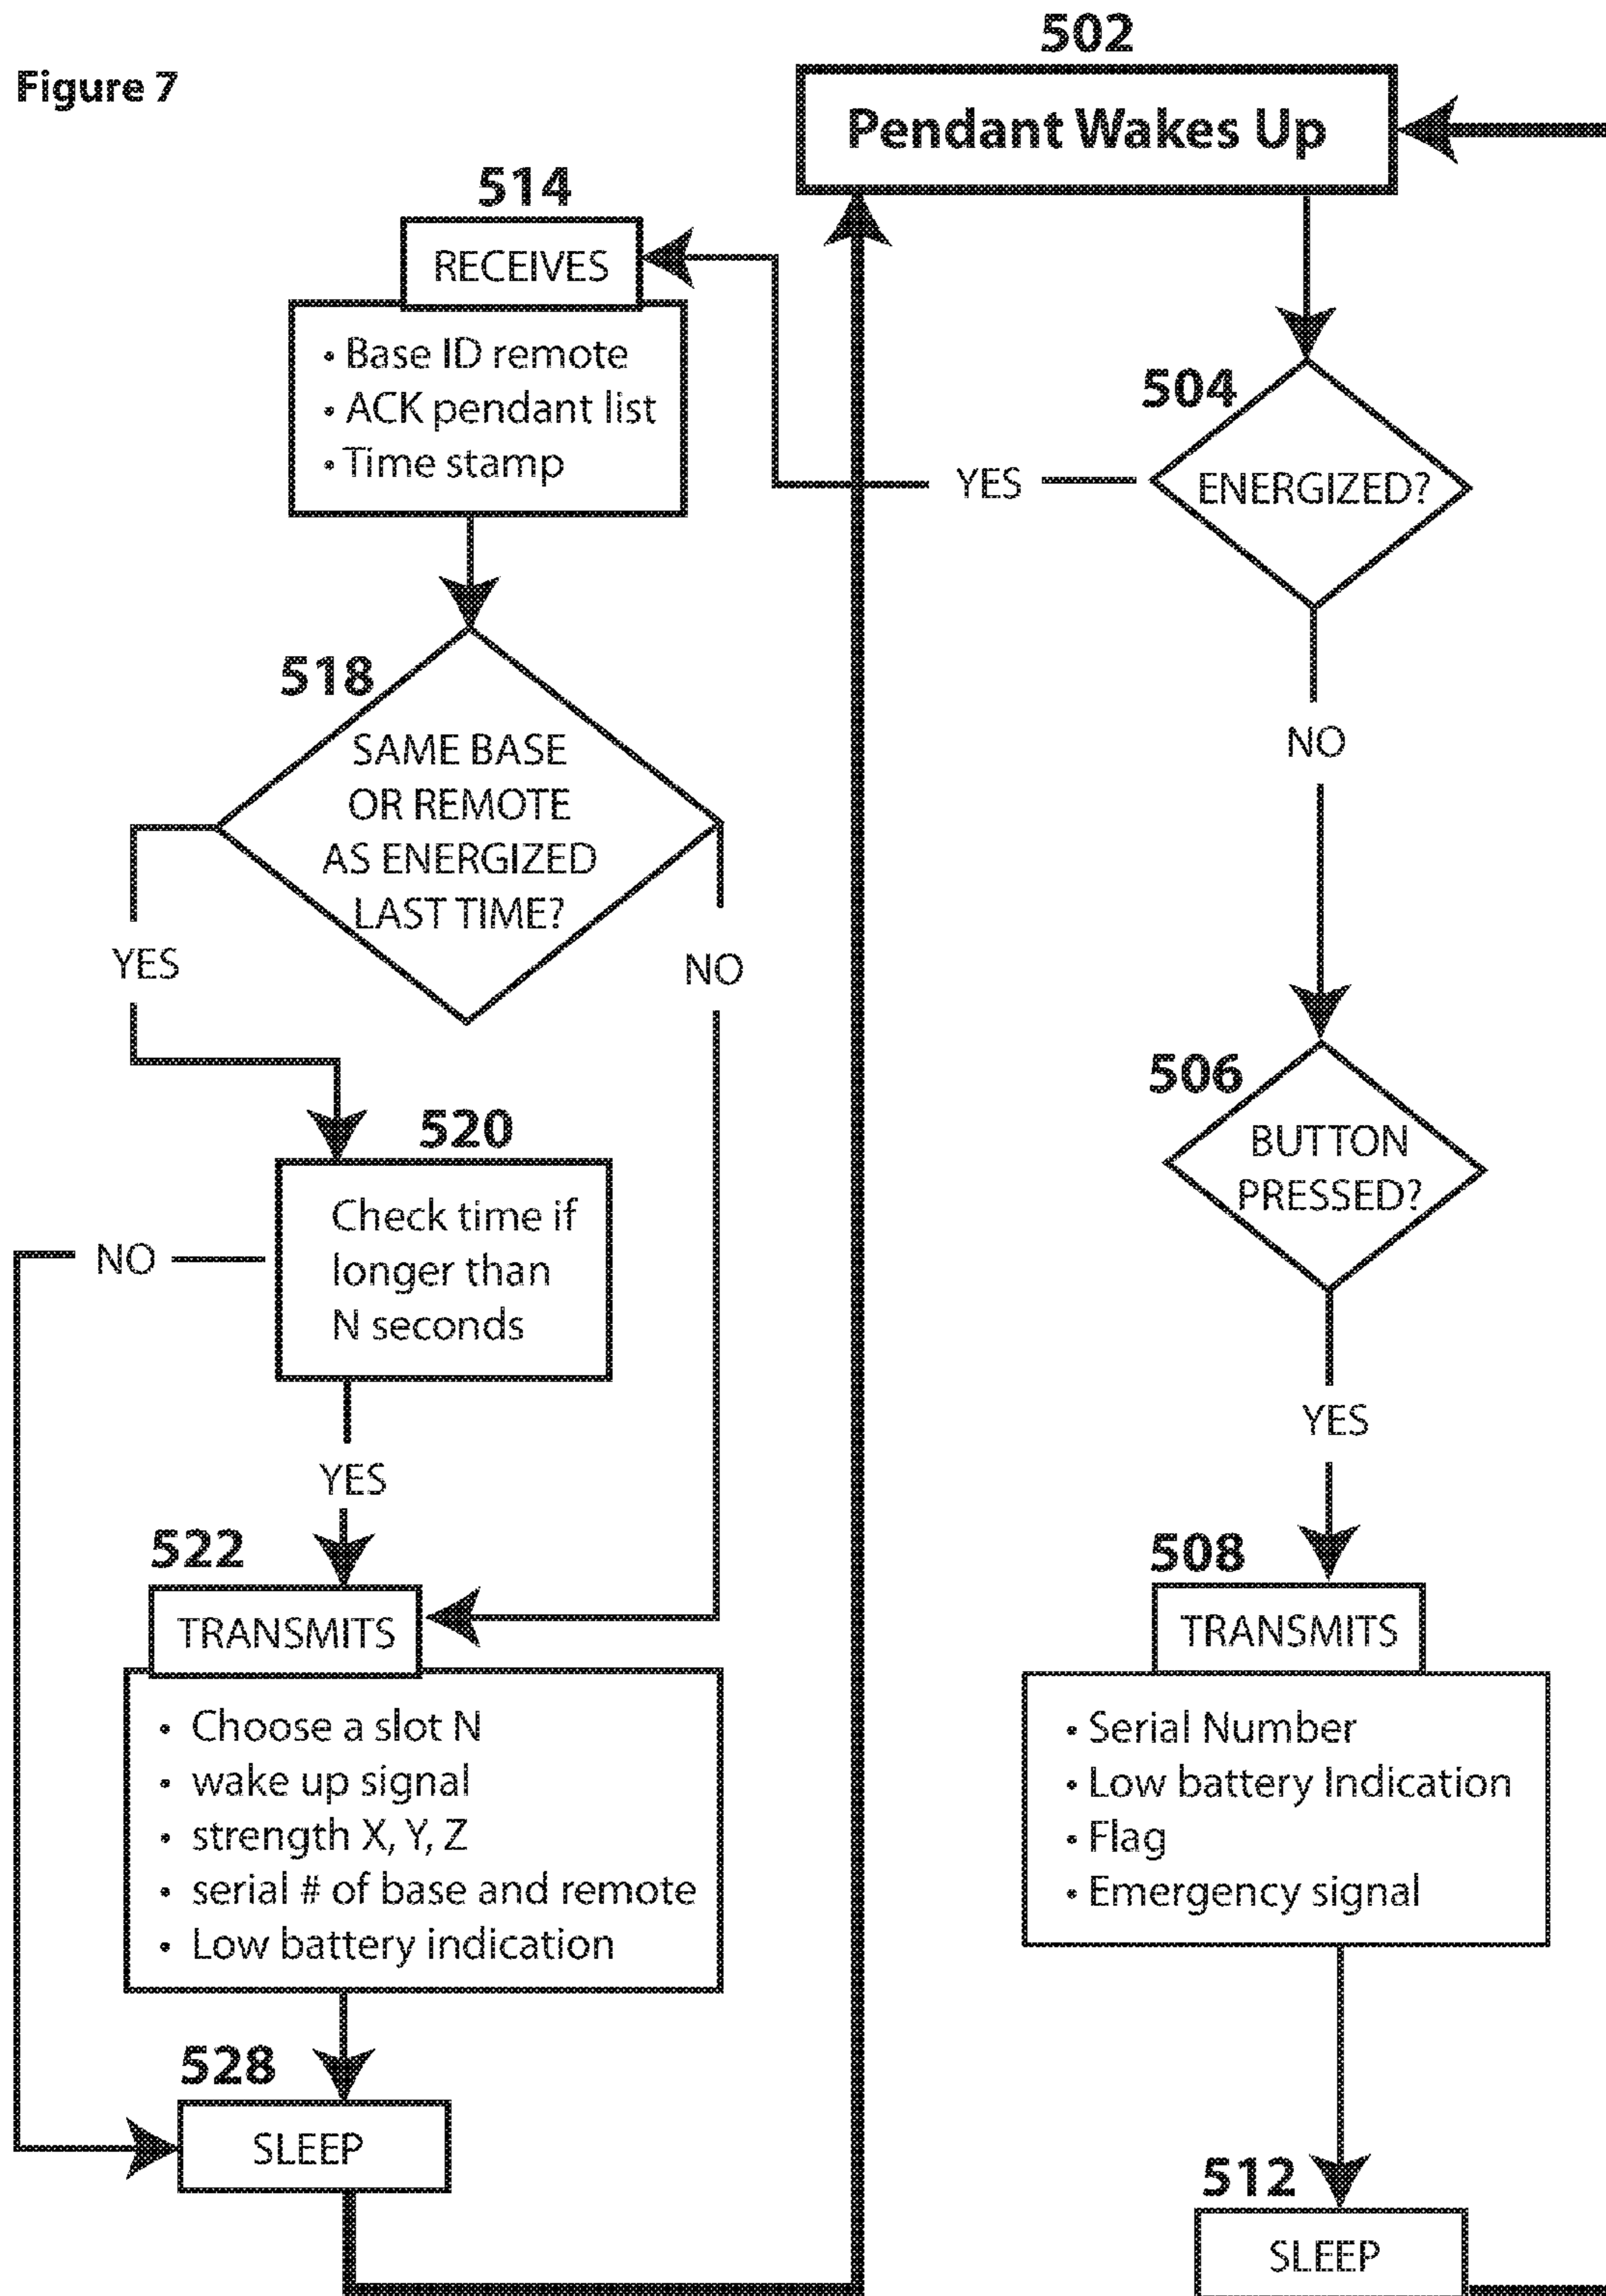 Figure 7
502
Pendant Wakes Up
514
RECEIVES
• Base ID remote
• ACK pendant list
• Time stamp
504
ENERGIZED?
YES
NO
518
SAME BASE
OR REMOTE
AS ENERGIZED
LAST TIME?
YES
NO
506
BUTTON
PRESSED?
YES
520
Check time if
longer than
N seconds
NO
YES
522
TRANSMITS
• Choose a slot N
• wake up signal
• strength X, Y, Z
• serial # of base and remote
• Low battery indication
508
TRANSMITS
• Serial Number
• Low battery Indication
• Flag
• Emergency signal
528
SLEEP
512
SLEEP